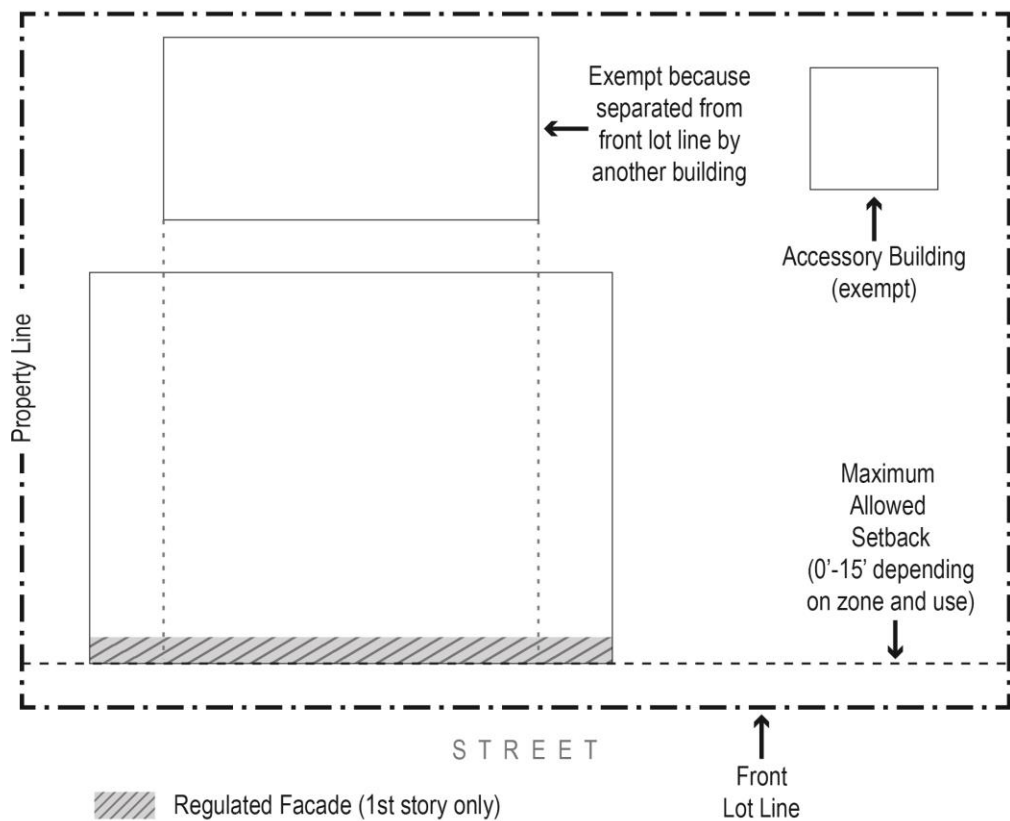 Exempt because
separated from
front lot line by
another building
Accessory Building
(exempt)
Property Line
Maximum
Allowed
Setback
(0’-15’ depending
on zone and use)
STREET
Front
Lot Line
Regulated Facade (1st story only)